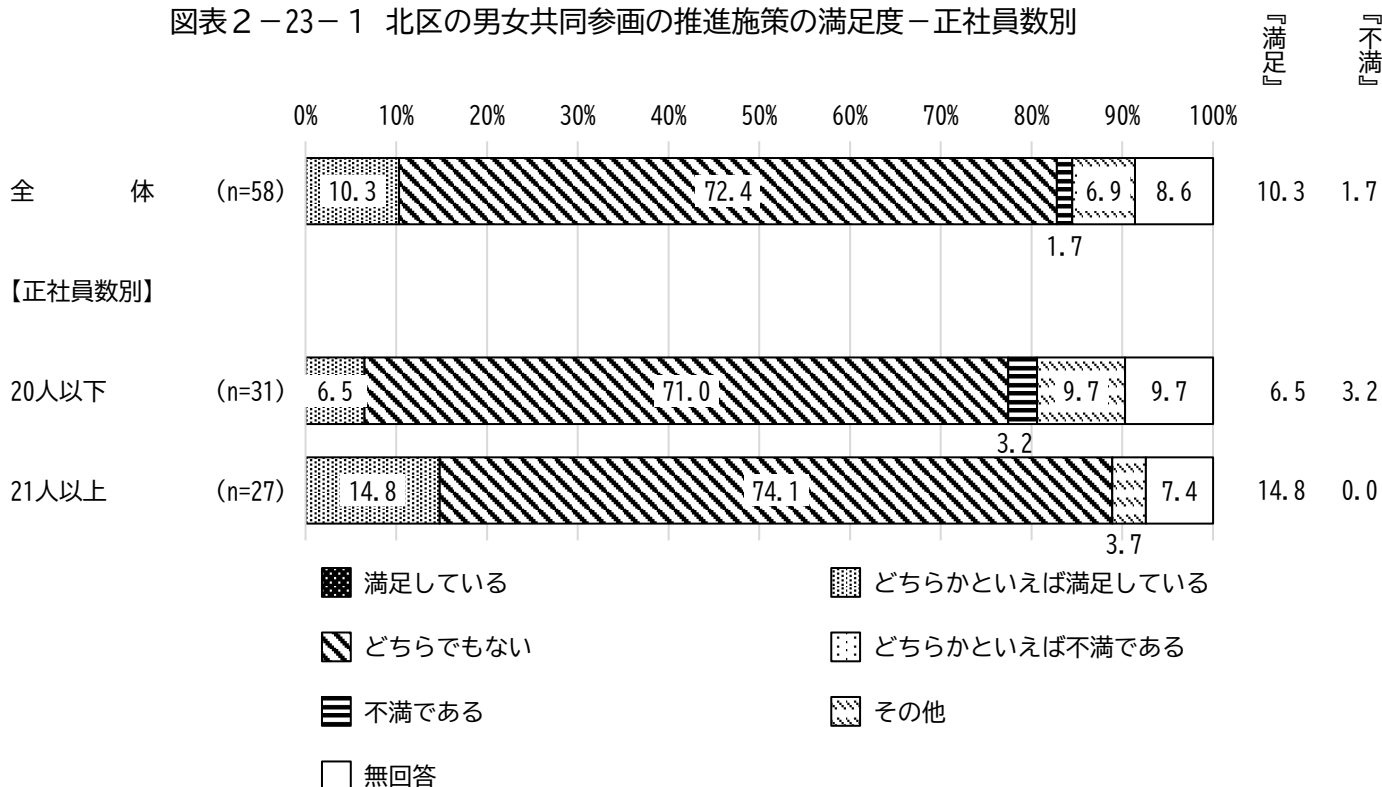 図表２－23－１ 北区の男女共同参画の推進施策の満足度－正社員数別
『満足』 『不満』
0% 10% 20% 30% 40% 50% 60% 70% 80% 90% 100%
全 体 (n=58) 10.3 72.4 6.9 8.6 10.3 1.7
1.7
【正社員数別】
20人以下 (n=31) 6.5 71.0 9.7 9.7 6.5 3.2
3.2
21人以上 (n=27) 14.8 74.1 7.4 14.8 0.0
3.7
満足している どちらかといえば満足している
どちらでもない どちらかといえば不満である
不満である その他
無回答